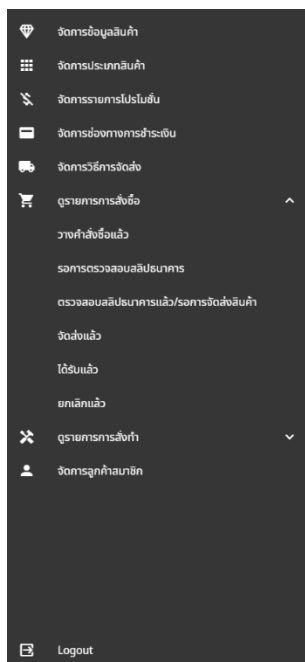 จัดการข้อมูลสินค้า
จัดการประเภทสินค้า
จัดการรายการโปรโมชั่น
จัดการช่องทางการชำระเงิน
จัดการวิธีการจัดส่ง
ดูรายการการสั่งซื้อ
วางคำสั่งซื้อแล้ว
รอการตรวจสอบสลิปธนาคาร
ตรวจสอบสลิปธนาคารแล้ว/รอการจัดส่งสินค้า
จัดส่งแล้ว
ได้รับแล้ว
ยกเลิกแล้ว
ดูรายการการสั่งทำ
จัดการลูกค้าสมาชิก
Logout